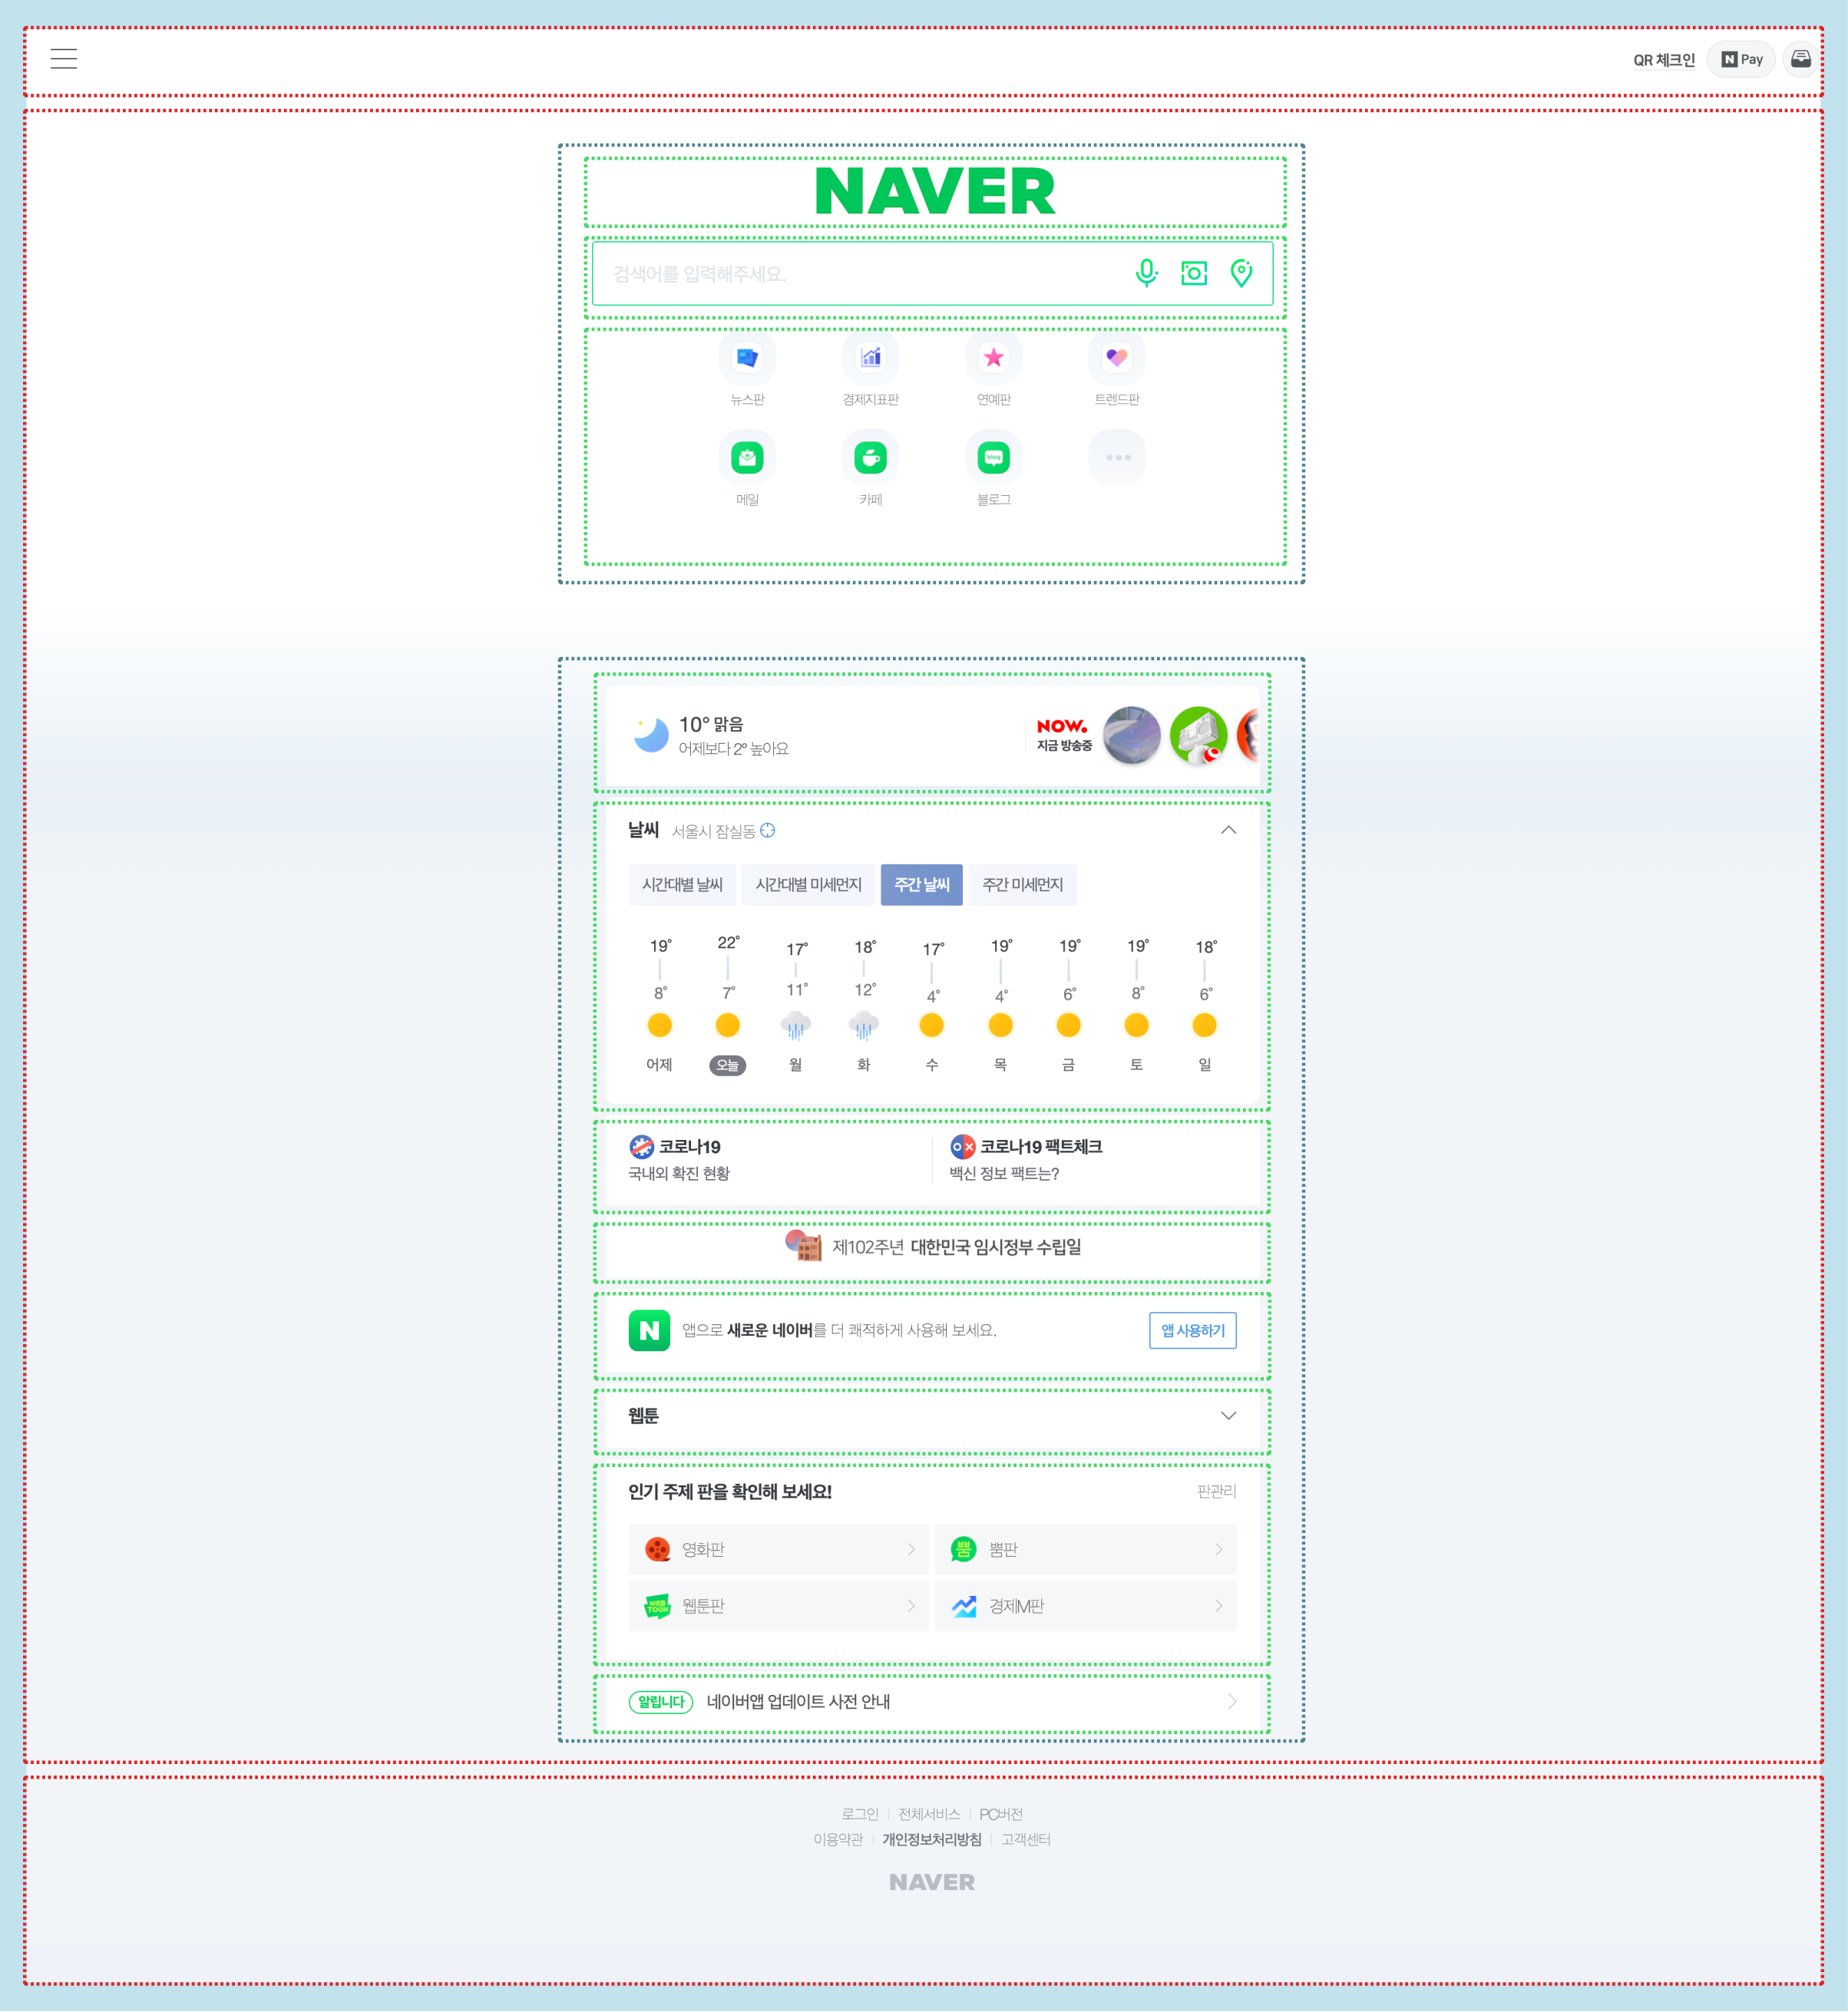 QR 체크인
N Pay
NAVER
검색어를 입력해주세요.
뉴스판 경제지표판 연예판 트렌드판
blog
메일 카페 블로그
10° 맑음
어제보다 2° 높아요
NOW.
지금 방송중
날씨 서울시 잠실동
시간대별 날씨 시간대별 미세먼지 주간 날씨 주간 미세먼지
19° 22° 17° 18° 17° 19° 19° 19° 18°
8° 7° 11° 12° 4° 4° 6° 8° 6°
어제 오늘 월 화 수 목 금 토 일
코로나19
국내외 확진 현황
OX 코로나19 팩트체크
백신 정보 팩트는?
제102주년 대한민국 임시정부 수립일
N 앱으로 새로운 네이버를 더 쾌적하게 사용해 보세요. 앱 사용하기
웹툰
인기 주제 판을 확인해 보세요! 판관리
영화판 뿜 뿜판
WEB TOON 웹툰판 경제M판
알립니다 네이버앱 업데이트 사전 안내
로그인 전체서비스 PC버전
이용약관 개인정보처리방침 고객센터
NAVER